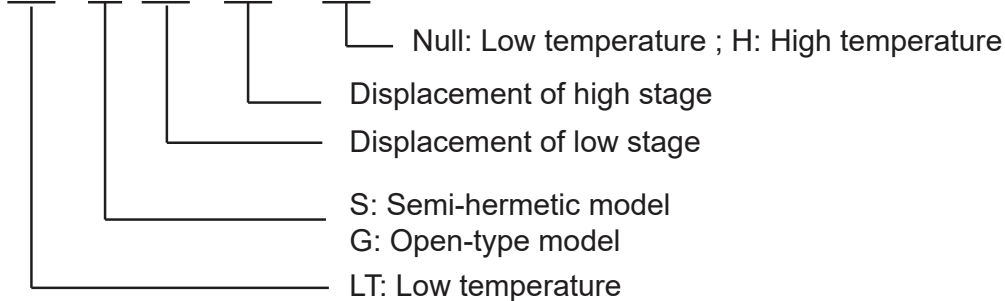 Null: Low temperature ; H: High temperature
Displacement of high stage
Displacement of low stage
S: Semi-hermetic model
G: Open-type model
LT: Low temperature